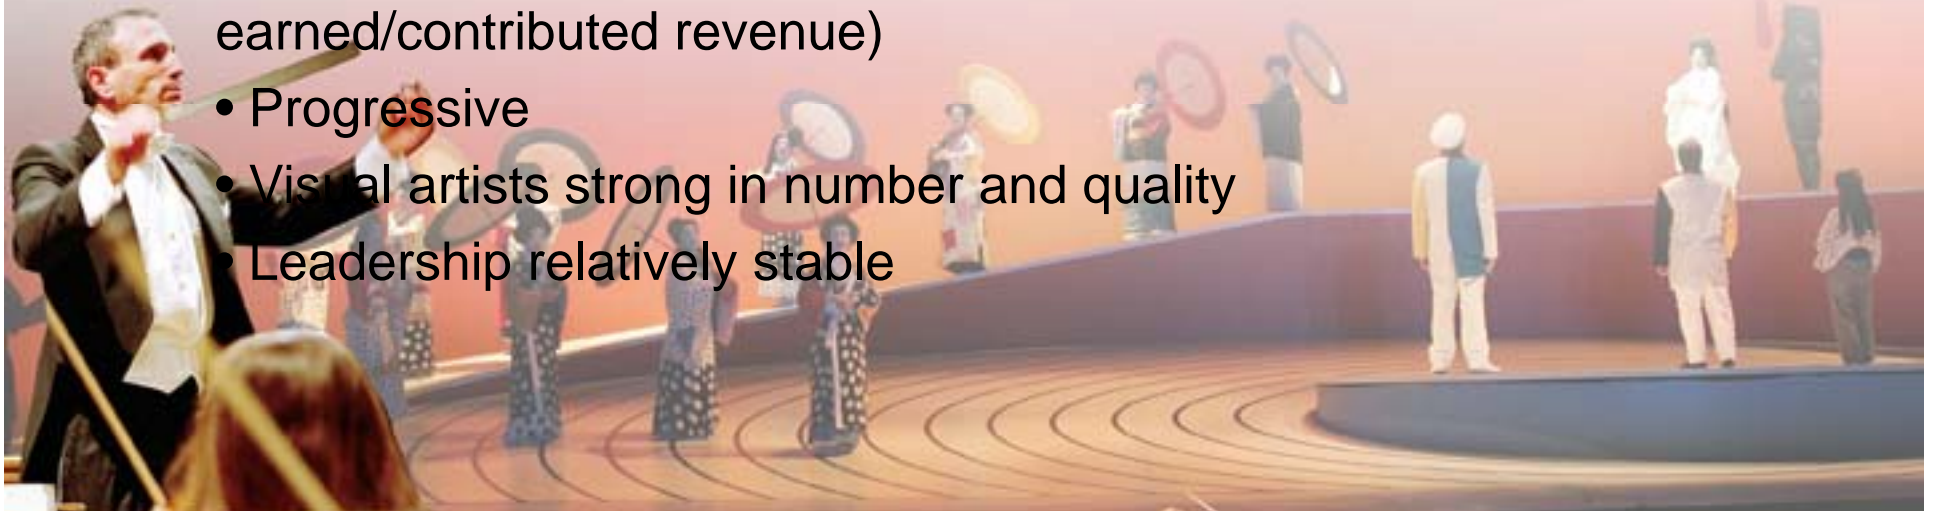 earned/contributed revenue)
• Progressive
• Visual artists strong in number and quality
• Leadership relatively stable